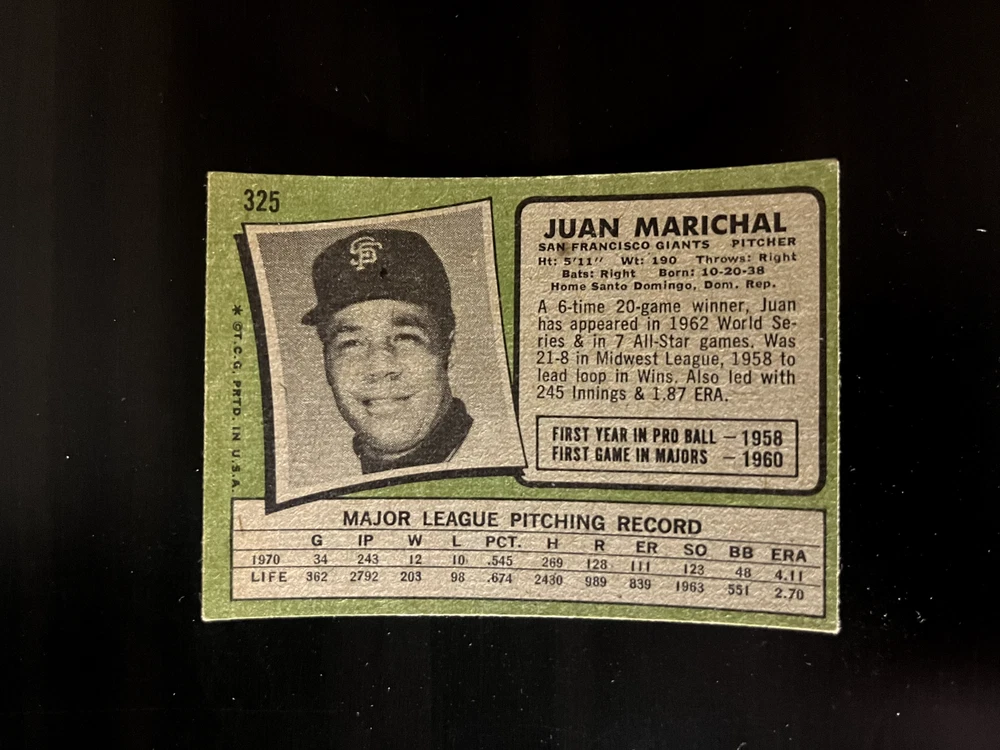 325
SF
* ©T.C.G. PRTD. IN U.S.A.
JUAN MARICHAL
SAN FRANCISCO GIANTS PITCHER
Ht: 5'11" Wt: 190 Throws: Right
Bats: Right Born: 10-20-38
Home Santo Domingo, Dom. Rep.
A 6-time 20-game winner, Juan
has appeared in 1962 World Se-
ries & in 7 All-Star games. Was
21-8 in Midwest League, 1958 to
lead loop in Wins. Also led with
245 Innings & 1.87 ERA.
FIRST YEAR IN PRO BALL – 1958
FIRST GAME IN MAJORS – 1960
MAJOR LEAGUE PITCHING RECORD
G IP W L PCT. H R ER SO BB ERA
1970 34 243 12 10 .545 269 128 111 123 48 4.11
LIFE 362 2792 203 98 .674 2430 989 839 1963 551 2.70